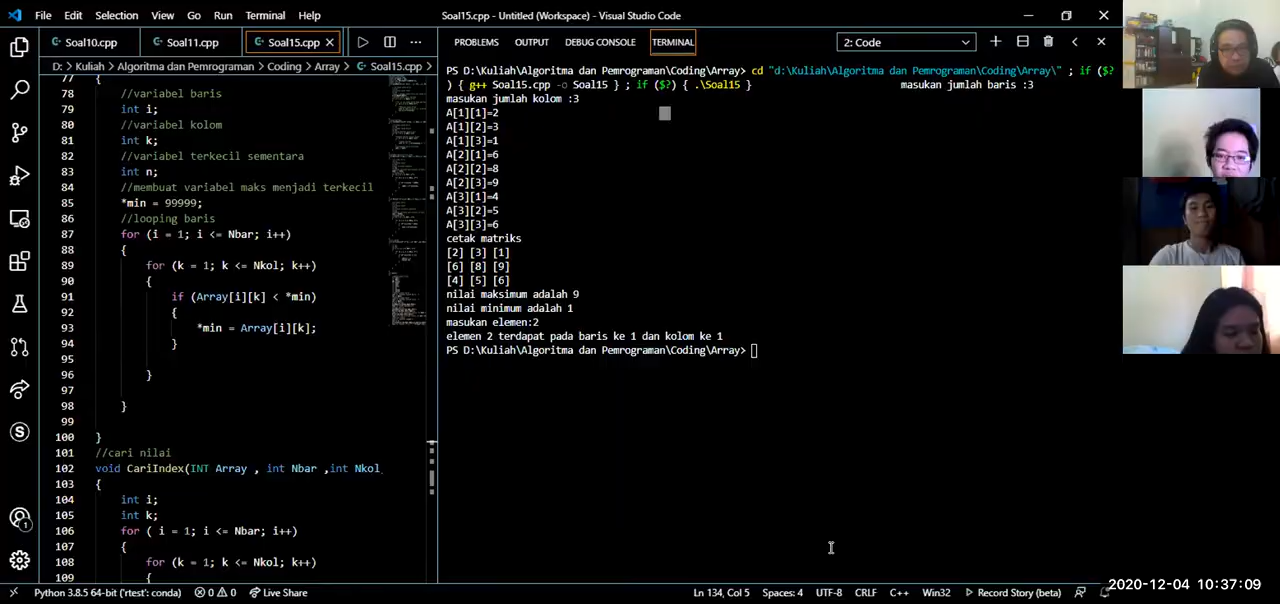 File Edit Selection View Go Run Terminal Help
Soal15.cpp - Untitled (Workspace) - Visual Studio Code
Soal10.cpp Soal11.cpp Soal15.cpp
D: > Kuliah > Algoritma dan Pemrograman > Coding > Array > Soal15.cpp
77 {
78 //variabel baris
79 int i;
80 //variabel kolom
81 int k;
82 //variabel terkecil sementara
83 int n;
84 //membuat variabel maks menjadi terkecil
85 *min = 99999;
86 //looping baris
87 for (i = 1; i <= Nbar; i++)
88 {
89 for (k = 1; k <= Nkol; k++)
90 {
91 if (Array[i][k] < *min)
92 {
93 *min = Array[i][k];
94 }
95
96 }
97
98 }
99
100 }
101 //cari nilai
102 void CariIndex(INT Array , int Nbar ,int Nkol
103 {
104 int i;
105 int k;
106 for ( i = 1; i <= Nbar; i++)
107 {
108 for (k = 1; k <= Nkol; k++)
109 {
PROBLEMS OUTPUT DEBUG CONSOLE TERMINAL
2: Code
PS D:\Kuliah\Algoritma dan Pemrograman\Coding\Array> cd "d:\Kuliah\Algoritma dan Pemrograman\Coding\Array\" ; if ($?
) { g++ Soal15.cpp -o Soal15 } ; if ($?) { .\Soal15 } masukan jumlah baris :3
masukan jumlah kolom :3
A[1][1]=2
A[1][2]=3
A[1][3]=1
A[2][1]=6
A[2][2]=8
A[2][3]=9
A[3][1]=4
A[3][2]=5
A[3][3]=6
cetak matriks
[2] [3] [1]
[6] [8] [9]
[4] [5] [6]
nilai maksimum adalah 9
nilai minimum adalah 1
masukan elemen:2
elemen 2 terdapat pada baris ke 1 dan kolom ke 1
PS D:\Kuliah\Algoritma dan Pemrograman\Coding\Array>
Python 3.8.5 64-bit ('rtest': conda) 0 0 Live Share
Ln 134, Col 5 Spaces: 4 UTF-8 CRLF C++ Win32 Record Story (beta)
2020-12-04 10:37:09